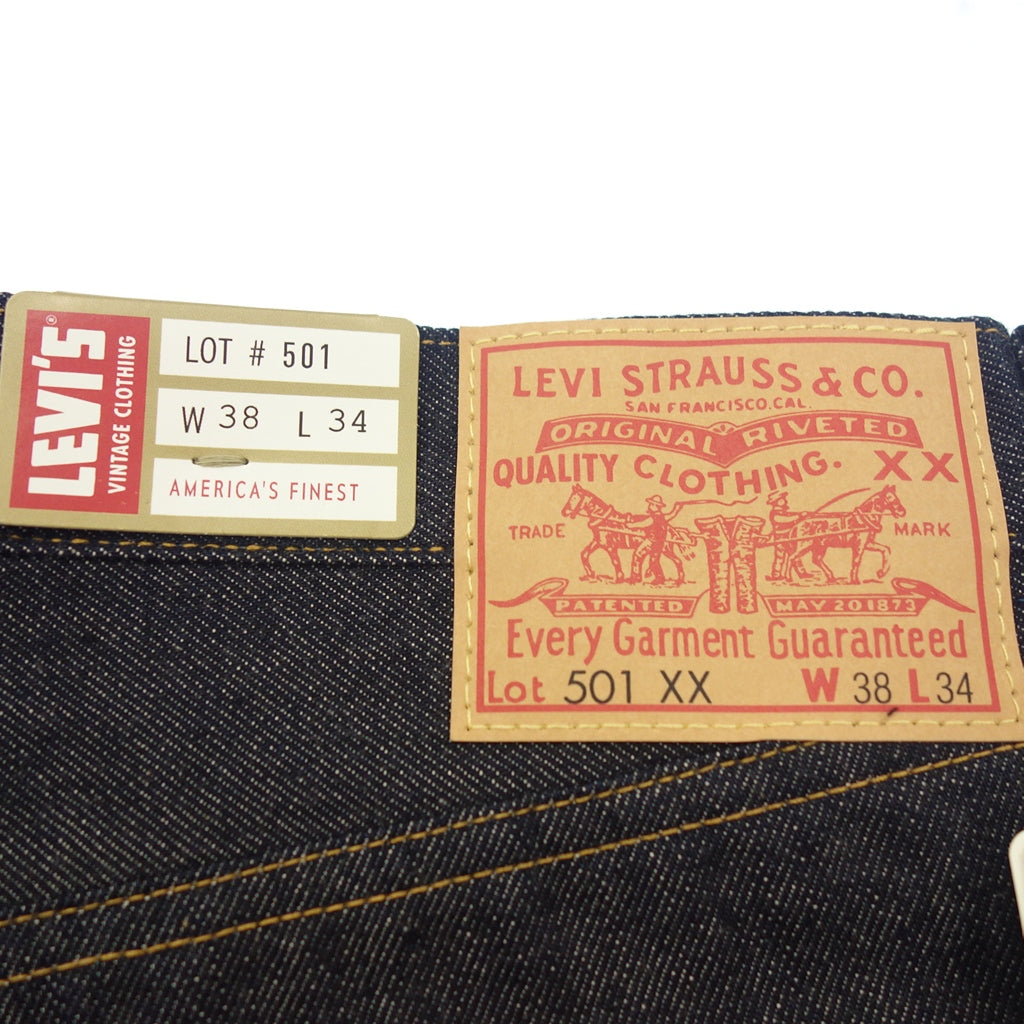 LEVI'S®
VINTAGE CLOTHING
LOT # 501
W 38 L 34
AMERICA'S FINEST
LEVI STRAUSS & CO.
SAN FRANCISCO.CAL.
ORIGINAL RIVETED
QUALITY CLOTHING. XX
TRADE MARK
PATENTED MAY 20 1873
Every Garment Guaranteed
Lot 501 XX W 38 L 34